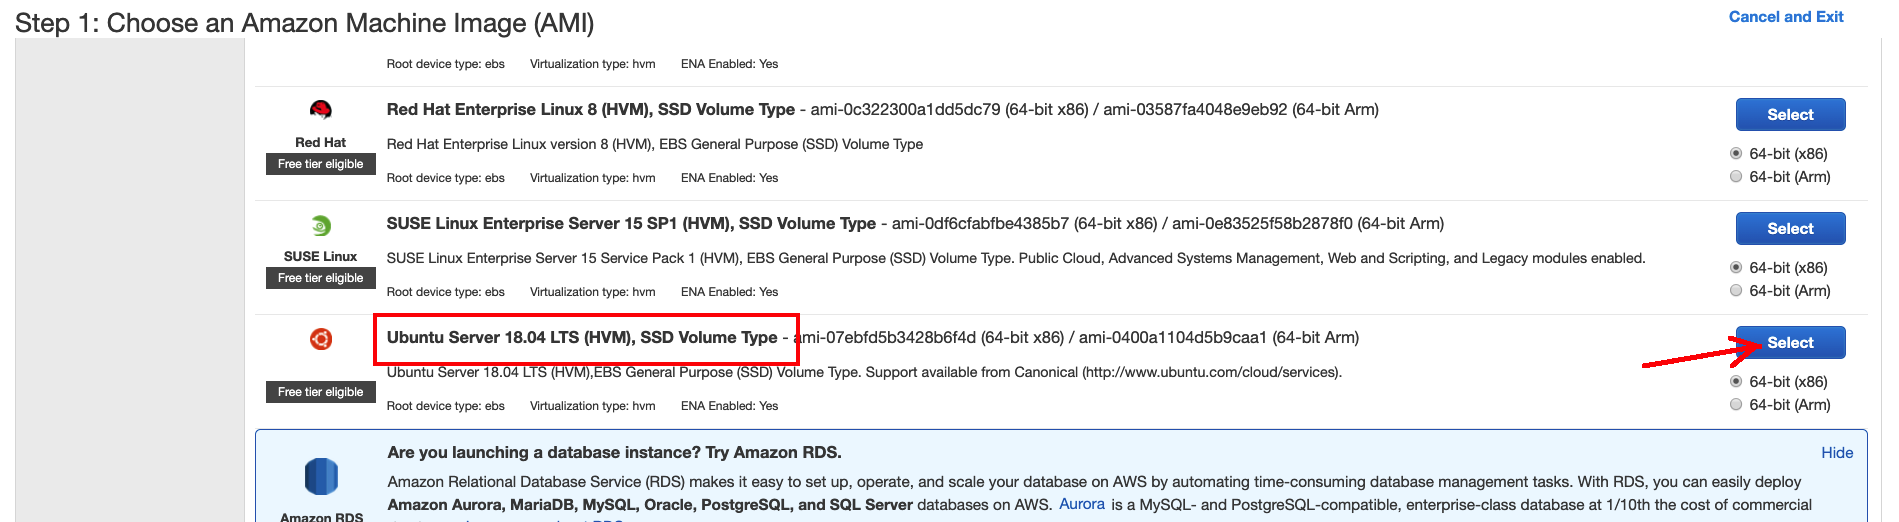 Step 1: Choose an Amazon Machine Image (AMI)
Cancel and Exit
Root device type: ebs Virtualization type: hvm ENA Enabled: Yes
Red Hat Enterprise Linux 8 (HVM), SSD Volume Type - ami-0c322300a1dd5dc79 (64-bit x86) / ami-03587fa4048e9eb92 (64-bit Arm)
Select
Red Hat
Free tier eligible
Red Hat Enterprise Linux version 8 (HVM), EBS General Purpose (SSD) Volume Type
64-bit (x86)
64-bit (Arm)
Root device type: ebs Virtualization type: hvm ENA Enabled: Yes
SUSE Linux Enterprise Server 15 SP1 (HVM), SSD Volume Type - ami-0df6cfabfbe4385b7 (64-bit x86) / ami-0e83525f58b2878f0 (64-bit Arm)
Select
SUSE Linux
Free tier eligible
SUSE Linux Enterprise Server 15 Service Pack 1 (HVM), EBS General Purpose (SSD) Volume Type. Public Cloud, Advanced Systems Management, Web and Scripting, and Legacy modules enabled.
64-bit (x86)
64-bit (Arm)
Root device type: ebs Virtualization type: hvm ENA Enabled: Yes
Ubuntu Server 18.04 LTS (HVM), SSD Volume Type - ami-07ebfd5b3428b6f4d (64-bit x86) / ami-0400a1104d5b9caa1 (64-bit Arm)
Select
Free tier eligible
Ubuntu Server 18.04 LTS (HVM),EBS General Purpose (SSD) Volume Type. Support available from Canonical (http://www.ubuntu.com/cloud/services).
64-bit (x86)
64-bit (Arm)
Root device type: ebs Virtualization type: hvm ENA Enabled: Yes
Are you launching a database instance? Try Amazon RDS.
Hide
Amazon RDS
Amazon Relational Database Service (RDS) makes it easy to set up, operate, and scale your database on AWS by automating time-consuming database management tasks. With RDS, you can easily deploy
Amazon Aurora, MariaDB, MySQL, Oracle, PostgreSQL, and SQL Server databases on AWS. Aurora is a MySQL- and PostgreSQL-compatible, enterprise-class database at 1/10th the cost of commercial